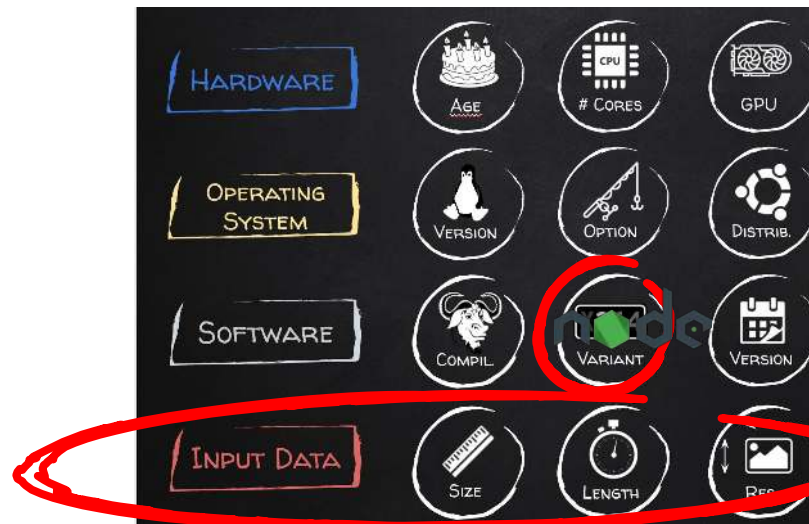 HARDWARE
AGE
CPU
# CORES
GPU
OPERATING
SYSTEM
VERSION
OPTION
DISTRIB.
SOFTWARE
COMPIL.
node
VARIANT
VERSION
INPUT DATA
SIZE
LENGTH